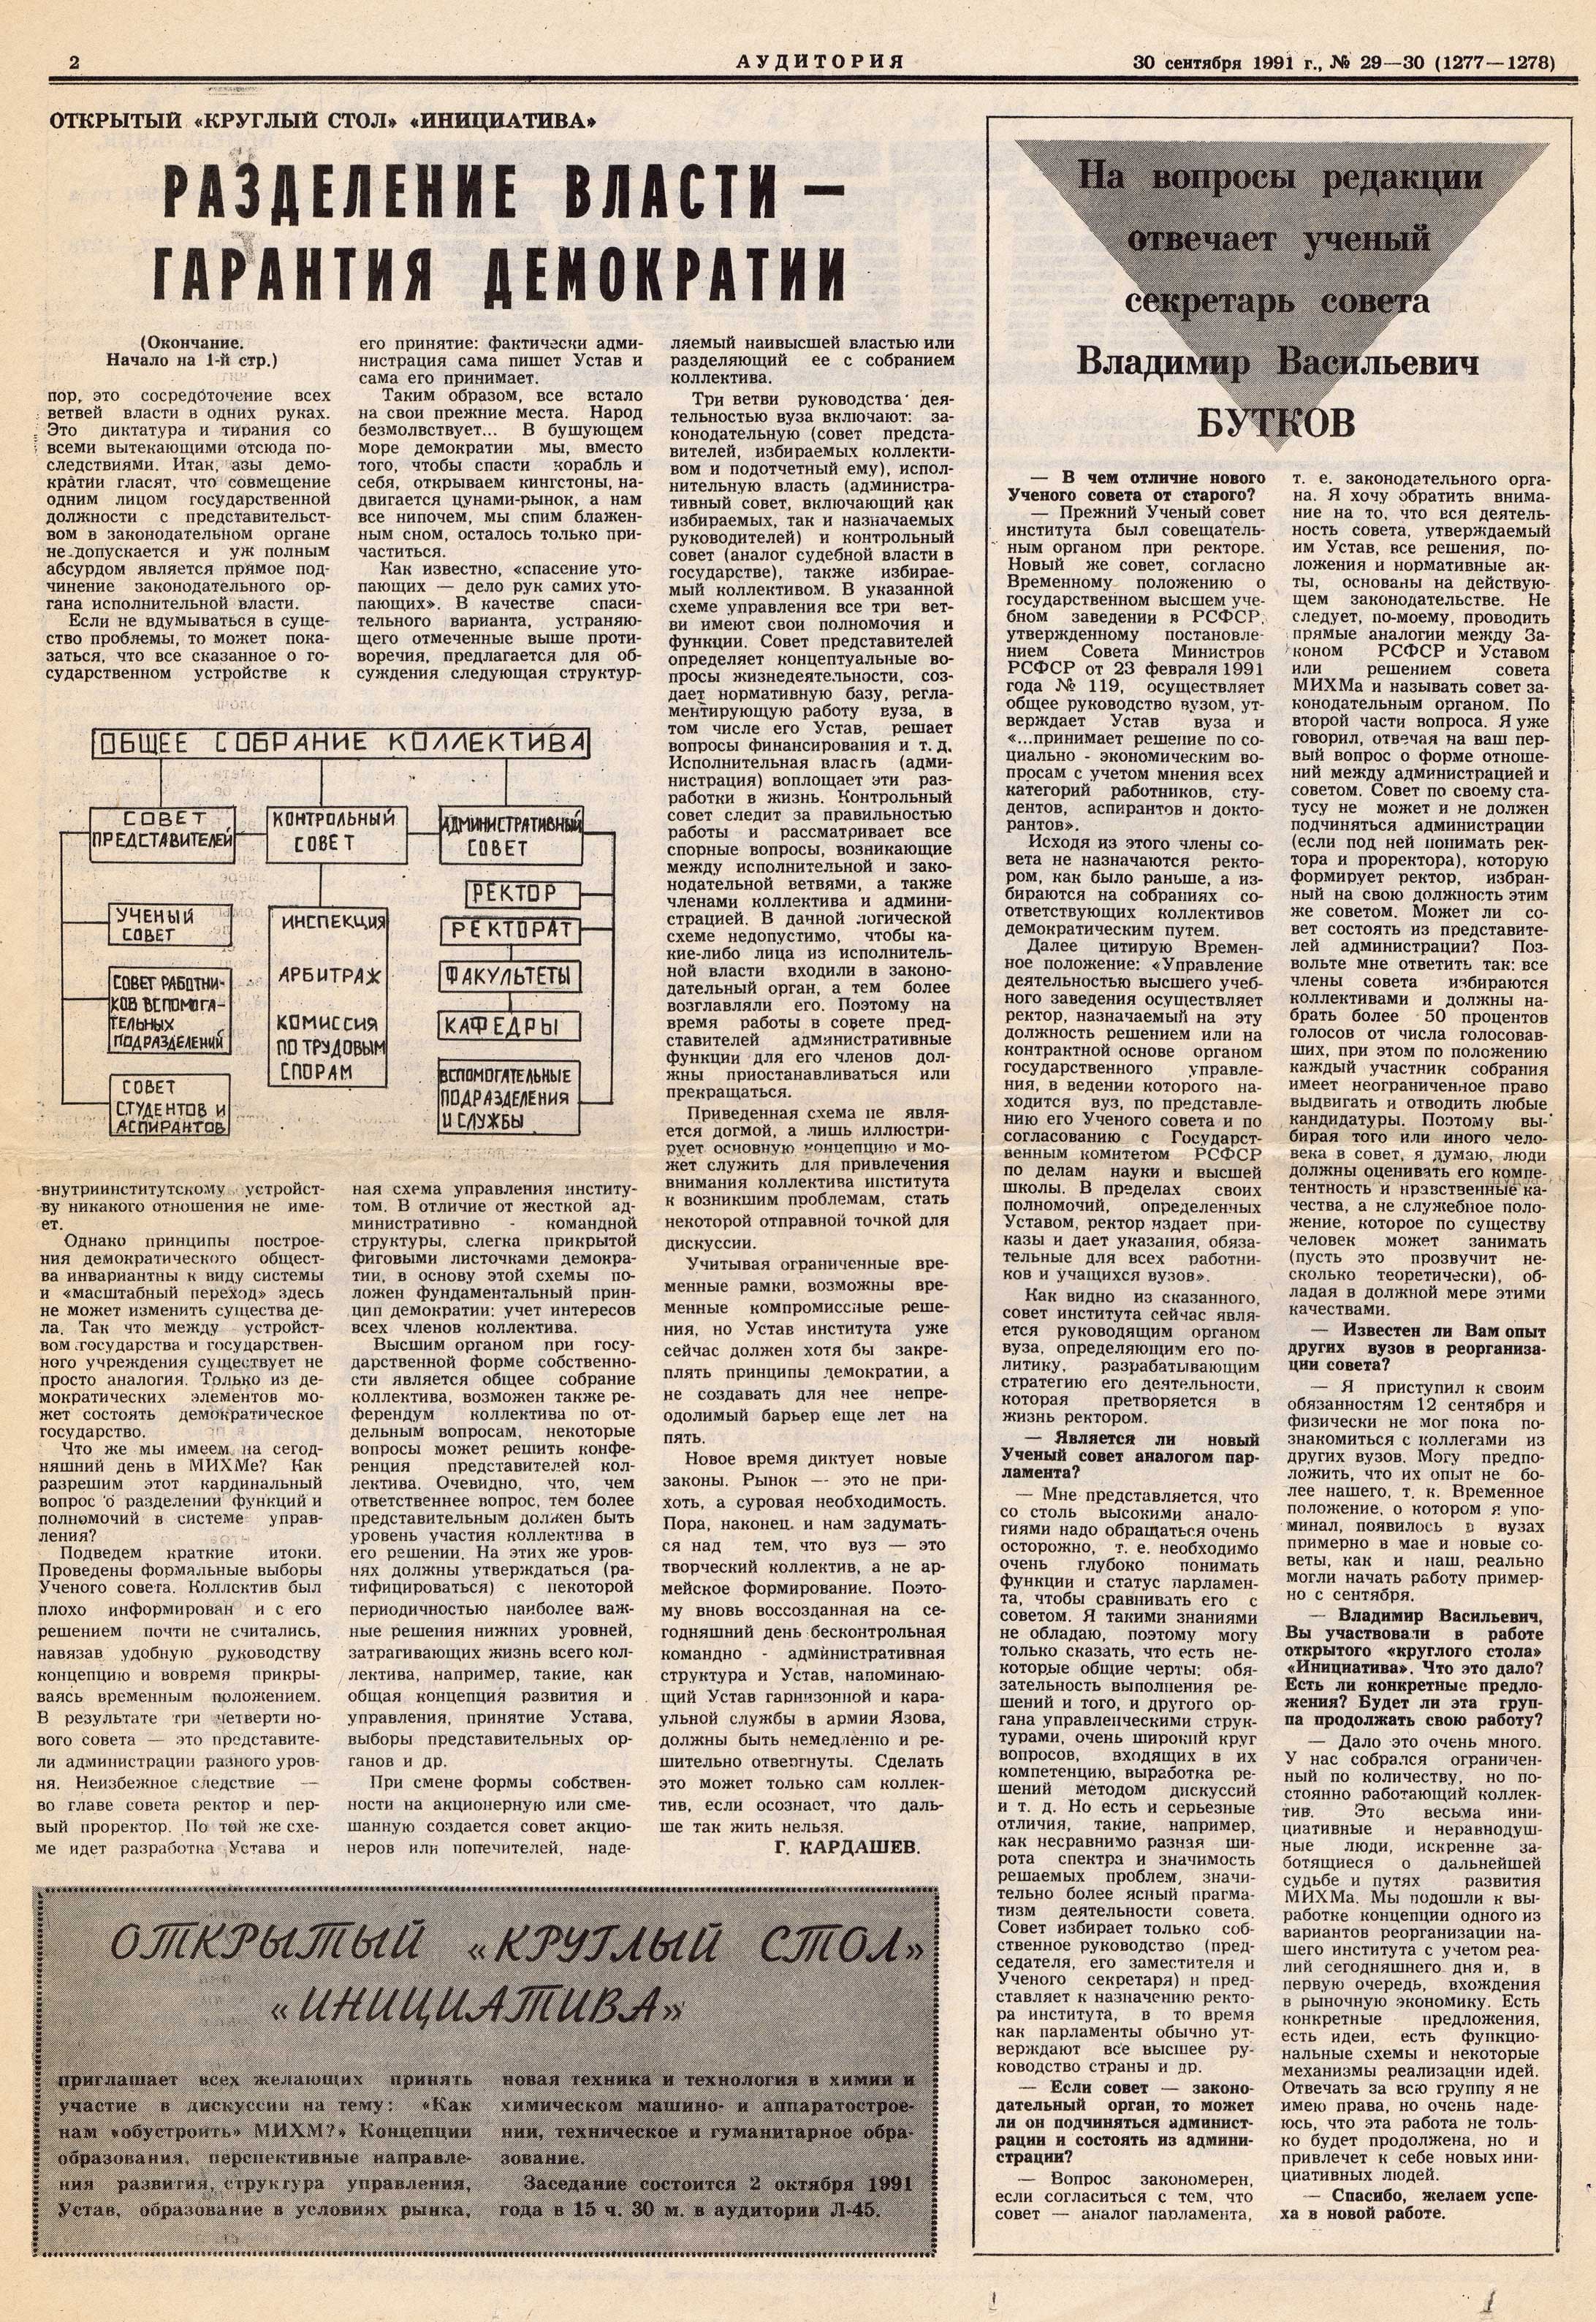 2
АУДИТОРИЯ
30 сентября 1991 г., № 29—30 (1277—1278)
ОТКРЫТЫЙ «КРУГЛЫЙ СТОЛ» «ИНИЦИАТИВА»
РАЗДЕЛЕНИЕ ВЛАСТИ —
ГАРАНТИЯ ДЕМОКРАТИИ
(Окончание.
Начало на 1-й стр.)
пор, это сосредоточение всех
ветвей власти в одних руках.
Это диктатура и тирания со
всеми вытекающими отсюда по-
следствиями. Итак, азы демо-
кратии гласят, что совмещение
одним лицом государственной
должности с представительст-
вом в законодательном органе
не допускается и уж полным
абсурдом является прямое под-
чинение законодательного ор-
гана исполнительной власти.
Если не вдумываться в суще-
ство проблемы, то может пока-
заться, что все сказанное о го-
сударственном устройстве к
его принятие: фактически адми-
нистрация сама пишет Устав и
сама его принимает.
Таким образом, все встало
на свои прежние места. Народ
безмолвствует... В бушующем
море демократии мы, вместо
того, чтобы спасти корабль и
себя, открываем кингстоны, на-
двигается цунами-рынок, а нам
все нипочем, мы спим блажен-
ным сном, осталось только при-
частиться.
Как известно, «спасение уто-
пающих — дело рук самих уто-
пающих». В качестве спаси-
тельного варианта, устраняю-
щего отмеченные выше проти-
воречия, предлагается для об-
суждения следующая структур-
ОБЩЕЕ СОБРАНИЕ КОЛЛЕКТИВА
СОВЕТ
ПРЕДСТАВИТЕЛЕЙ
КОНТРОЛЬНЫЙ
СОВЕТ
АДМИНИСТРАТИВНЫЙ
СОВЕТ
УЧЕНЫЙ
СОВЕТ
СОВЕТ РАБОТНИ-
КОВ ВСПОМОГА-
ТЕЛЬНЫХ
ПОДРАЗДЕЛЕНИЙ
СОВЕТ
СТУДЕНТОВ И
АСПИРАНТОВ
ИНСПЕКЦИЯ
АРБИТРАЖ
КОМИССИЯ
ПО ТРУДОВЫМ
СПОРАМ
РЕКТОР
РЕКТОРАТ
ФАКУЛЬТЕТЫ
КАФЕДРЫ
ВСПОМОГАТЕЛЬНЫЕ
ПОДРАЗДЕЛЕНИЯ
И СЛУЖБЫ
внутриинститутскому устройст-
ву никакого отношения не име-
ет.
Однако принципы построе-
ния демократического общест-
ва инвариантны к виду системы
и «масштабный переход» здесь
не может изменить существа де-
ла. Так что между устройст-
вом государства и государствен-
ного учреждения существует не
просто аналогия. Только из де-
мократических элементов мо-
жет состоять демократическое
государство.
Что же мы имеем на сегод-
няшний день в МИХМе? Как
разрешим этот кардинальный
вопрос о разделении функций и
полномочий в системе управ-
ления?
Подведем краткие итоки.
Проведены формальные выборы
Ученого совета. Коллектив был
плохо информирован и с его
решением почти не считались,
навязав удобную руководству
концепцию и вовремя прикры-
ваясь временным положением.
В результате три четверти но-
вого совета — это представите-
ли администрации разного уров-
ня. Неизбежное следствие —
во главе совета ректор и пер-
вый проректор. По той же схе-
ме идет разработка Устава и
ная схема управления институ-
том. В отличие от жесткой ад-
министративно - командной
структуры, слегка прикрытой
фиговыми листочками демокра-
тии, в основу этой схемы по-
ложен фундаментальный прин-
цип демократии: учет интересов
всех членов коллектива.
Высшим органом при госу-
дарственной форме собственно-
сти является общее собрание
коллектива, возможен также ре-
ферендум коллектива по от-
дельным вопросам, некоторые
вопросы может решить конфе-
ренция представителей кол-
лектива. Очевидно, что, чем
ответственнее вопрос, тем более
представительным должен быть
уровень участия коллектива в
его решении. На этих же уров-
нях должны утверждаться (ра-
тифицироваться) с некоторой
периодичностью наиболее важ-
ные решения нижних уровней,
затрагивающих жизнь всего кол-
лектива, например, такие, как
общая концепция развития и
управления, принятие Устава,
выборы представительных ор-
ганов и др.
При смене формы собствен-
ности на акционерную или сме-
шанную создается совет акцио-
неров или попечителей, наде-
ляемый наивысшей властью или
разделяющий ее с собранием
коллектива.
Три ветви руководства дея-
тельностью вуза включают: за-
конодательную (совет предста-
вителей, избираемых коллекти-
вом и подотчетный ему), испол-
нительную власть (администра-
тивный совет, включающий как
избираемых, так и назначаемых
руководителей) и контрольный
совет (аналог судебной власти в
государстве), также избирае-
мый коллективом. В указанной
схеме управления все три вет-
ви имеют свои полномочия и
функции. Совет представителей
определяет концептуальные во-
просы жизнедеятельности, соз-
дает нормативную базу, регла-
ментирующую работу вуза, в
том числе его Устав, решает
вопросы финансирования и т. д.
Исполнительная власть (адми-
нистрация) воплощает эти раз-
работки в жизнь. Контрольный
совет следит за правильностью
работы и рассматривает все
спорные вопросы, возникающие
между исполнительной и зако-
нодательной ветвями, а также
членами коллектива и админи-
страцией. В данной логической
схеме недопустимо, чтобы ка-
кие-либо лица из исполнитель-
ной власти входили в законо-
дательный орган, а тем более
возглавляли его. Поэтому на
время работы в совете пред-
ставителей административные
функции для его членов дол-
жны приостанавливаться или
прекращаться.
Приведенная схема не явля-
ется догмой, а лишь иллюстри-
рует основную концепцию и мо-
жет служить для привлечения
внимания коллектива института
к возникшим проблемам, стать
некоторой отправной точкой для
дискуссии.
Учитывая ограниченные вре-
менные рамки, возможны вре-
менные компромиссные реше-
ния, но Устав института уже
сейчас должен хотя бы закре-
плять принципы демократии, а
не создавать для нее непре-
одолимый барьер еще лет на
пять.
Новое время диктует новые
законы. Рынок — это не при-
хоть, а суровая необходимость.
Пора, наконец. и нам задумать-
ся над тем, что вуз — это
творческий коллектив, а не ар-
мейское формирование. Поэто-
му вновь воссозданная на се-
годняшний день бесконтрольная
командно - административная
структура и Устав, напоминаю-
щий Устав гарнизонной и кара-
ульной службы в армии Язова,
должны быть немедленно и ре-
шительно отвергнуты. Сделать
это может только сам коллек-
тив, если осознает, что даль-
ше так жить нельзя.
Г. КАРДАШЕВ.
ОТКРЫТЫЙ «КРУГЛЫЙ СТОЛ»
«ИНИЦИАТИВА»
приглашает всех желающих принять
участие в дискуссии на тему: «Как
нам «обустроить» МИХМ?» Концепции
образования, перспективные направле-
ния развития, структура управления,
Устав, образование в условиях рынка,
новая техника и технология в химии и
химическом машино- и аппаратострое-
нии, техническое и гуманитарное обра-
зование.
Заседание состоится 2 октября 1991
года в 15 ч. 30 м. в аудитории Л-45.
На вопросы редакции
отвечает ученый
секретарь совета
Владимир Васильевич
БУТКОВ
— В чем отличие нового
Ученого совета от старого?
— Прежний Ученый совет
института был совещатель-
ным органом при ректоре.
Новый же совет, согласно
Временному положению о
государственном высшем уче-
бном заведении в РСФСР,
утвержденному постановле-
нием Совета Министров
РСФСР от 23 февраля 1991
года № 119, осуществляет
общее руководство вузом, ут-
верждает Устав вуза и
«...принимает решение по со-
циально - экономическим во-
просам с учетом мнения всех
категорий работников, сту-
дентов, аспирантов и докто-
рантов».
Исходя из этого члены со-
вета не назначаются ректо-
ром, как было раньше, а из-
бираются на собраниях со-
ответствующих коллективов
демократическим путем.
Далее цитирую Времен-
ное положение: «Управление
деятельностью высшего учеб-
ного заведения осуществляет
ректор, назначаемый на эту
должность решением или на
контрактной основе органом
государственного управле-
ния, в ведении которого на-
ходится вуз, по представле-
нию его Ученого совета и по
согласованию с Государст-
венным комитетом РСФСР
по делам науки и высшей
школы. В пределах своих
полномочий, определенных
Уставом, ректор издает при-
казы и дает указания, обяза-
тельные для всех работни-
ков и учащихся вузов».
Как видно из сказанного,
совет института сейчас явля-
ется руководящим органом
вуза, определяющим его по-
литику, разрабатывающим
стратегию его деятельности,
которая претворяется в
жизнь ректором.
— Является ли новый
Ученый совет аналогом пар-
ламента?
— Мне представляется, что
со столь высокими анало-
гиями надо обращаться очень
осторожно, т. е. необходимо
очень глубоко понимать
функции и статус парламен-
та, чтобы сравнивать его с
советом. Я такими знаниями
не обладаю, поэтому могу
только сказать, что есть не-
которые общие черты: обя-
зательность выполнения ре-
шений и того, и другого ор-
гана управленческими струк-
турами, очень широкий круг
вопросов, входящих в их
компетенцию, выработка ре-
шений методом дискуссий
и т. д. Но есть и серьезные
отличия, такие, например,
как несравнимо разная ши-
рота спектра и значимость
решаемых проблем, значи-
тельно более ясный прагма-
тизм деятельности совета.
Совет избирает только соб-
ственное руководство (пред-
седателя, его заместителя и
Ученого секретаря) и пред-
ставляет к назначению ректо-
ра института, в то время
как парламенты обычно ут-
верждают все высшее ру-
ководство страны и др.
— Если совет — законо-
дательный орган, то может
ли он подчиняться админист-
рации и состоять из админи-
страции?
— Вопрос закономерен,
если согласиться с тем, что
совет — аналог парламента,
т. е. законодательного орга-
на. Я хочу обратить внима-
ние на то, что вся деятель-
ность совета, утверждаемый
им Устав, все решения, по-
ложения и нормативные ак-
ты, основаны на действую-
щем законодательстве. Не
следует, по-моему, проводить
прямые аналогии между За-
коном РСФСР и Уставом
или решением совета
МИХМа и называть совет за-
конодательным органом. По
второй части вопроса. Я уже
говорил, отвечая на ваш пер-
вый вопрос о форме отноше-
ний между администрацией и
советом. Совет по своему ста-
тусу не может и не должен
подчиняться администрации
(если под ней понимать рек-
тора и проректора), которую
формирует ректор, избран-
ный на свою должность этим
же советом. Может ли со-
вет состоять из представите-
лей администрации? Поз-
вольте мне ответить так: все
члены совета избираются
коллективами и должны на-
брать более 50 процентов
голосов от числа голосовав-
ших, при этом по положению
каждый участник собрания
имеет неограниченное право
выдвигать и отводить любые
кандидатуры. Поэтому вы-
бирая того или иного чело-
века в совет, я думаю, люди
должны оценивать его компе-
тентность и нравственные ка-
чества, а не служебное поло-
жение, которое по существу
человек может занимать
(пусть это прозвучит не-
сколько теоретически), об-
ладая в должной мере этими
качествами.
— Известен ли Вам опыт
других вузов в реорганиза-
ции совета?
— Я приступил к своим
обязанностям 12 сентября и
физически не мог пока по-
знакомиться с коллегами из
других вузов. Могу предпо-
ложить, что их опыт не бо-
лее нашего, т. к. Временное
положение, о котором я упо-
минал, появилось в вузах
примерно в мае и новые со-
веты, как и наш, реально
могли начать работу пример-
но с сентября.
— Владимир Васильевич,
Вы участвовали в работе
открытого «круглого стола»
«Инициатива». Что это дало?
Есть ли конкретные предло-
жения? Будет ли эта груп-
па продолжать свою работу?
— Дало это очень много.
У нас собрался ограничен-
ный по количеству, но по-
стоянно работающий коллек-
тив. Это весьма ини-
циативные и неравнодуш-
ные люди, искренне за-
ботящиеся о дальнейшей
судьбе и путях развития
МИХМа. Мы подошли к вы-
работке концепции одного из
вариантов реорганизации на-
шего института с учетом реа-
лий сегодняшнего дня и, в
первую очередь, вхождения
в рыночную экономику. Есть
конкретные предложения,
есть идеи, есть функцио-
нальные схемы и некоторые
механизмы реализации идей.
Отвечать за всю группу я не
имею права, но очень наде-
юсь, что эта работа не толь-
ко будет продолжена, но и
привлечет к себе новых ини-
циативных людей.
— Спасибо, желаем успе-
ха в новой работе.